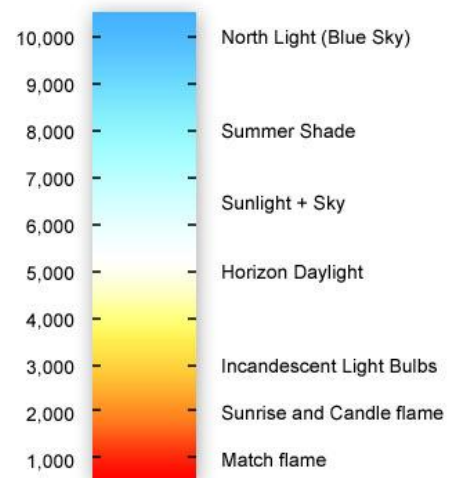 10,000 North Light (Blue Sky)
9,000
8,000 Summer Shade
7,000
Sunlight + Sky
6,000
5,000 Horizon Daylight
4,000
3,000 Incandescent Light Bulbs
2,000 Sunrise and Candle flame
1,000 Match flame